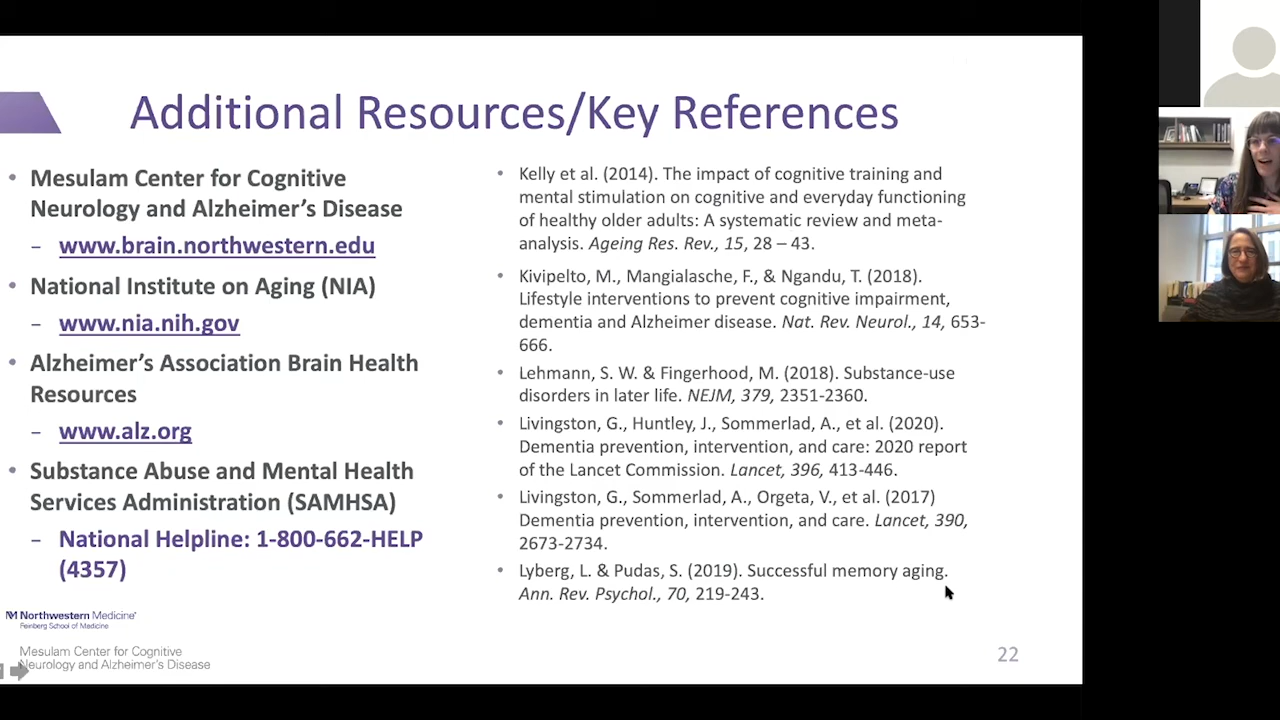 Additional Resources/Key References
• Mesulam Center for Cognitive
Neurology and Alzheimer's Disease
– www.brain.northwestern.edu
• National Institute on Aging (NIA)
– www.nia.nih.gov
• Alzheimer's Association Brain Health
Resources
– www.alz.org
• Substance Abuse and Mental Health
Services Administration (SAMHSA)
– National Helpline: 1-800-662-HELP
(4357)
• Kelly et al. (2014). The impact of cognitive training and
mental stimulation on cognitive and everyday functioning
of healthy older adults: A systematic review and meta-
analysis. Ageing Res. Rev., 15, 28 – 43.
• Kivipelto, M., Mangialasche, F., & Ngandu, T. (2018).
Lifestyle interventions to prevent cognitive impairment,
dementia and Alzheimer disease. Nat. Rev. Neurol., 14, 653-
666.
• Lehmann, S. W. & Fingerhood, M. (2018). Substance-use
disorders in later life. NEJM, 379, 2351-2360.
• Livingston, G., Huntley, J., Sommerlad, A., et al. (2020).
Dementia prevention, intervention, and care: 2020 report
of the Lancet Commission. Lancet, 396, 413-446.
• Livingston, G., Sommerlad, A., Orgeta, V., et al. (2017)
Dementia prevention, intervention, and care. Lancet, 390,
2673-2734.
• Lyberg, L. & Pudas, S. (2019). Successful memory aging.
Ann. Rev. Psychol., 70, 219-243.
M Northwestern Medicine
Feinberg School of Medicine
Mesulam Center for Cognitive
Neurology and Alzheimer's Disease
22